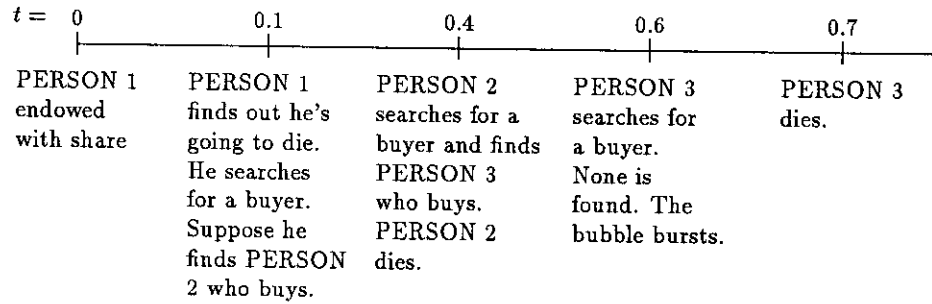 t = 0 0.1 0.4 0.6 0.7
PERSON 1
endowed
with share
PERSON 1
finds out he's
going to die.
He searches
for a buyer.
Suppose he
finds PERSON
2 who buys.
PERSON 2
searches for a
buyer and finds
PERSON 3
who buys.
PERSON 2
dies.
PERSON 3
searches for
a buyer.
None is
found. The
bubble bursts.
PERSON 3
dies.